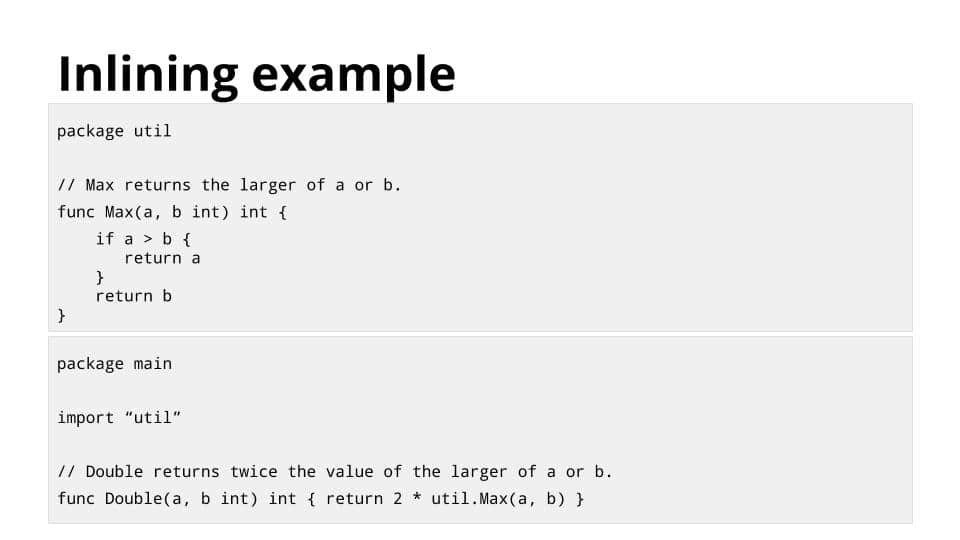 Inlining example
package util
// Max returns the larger of a or b.
func Max(a, b int) int {
    if a > b {
       return a
    }
    return b
}
package main
import “util”
// Double returns twice the value of the larger of a or b.
func Double(a, b int) int { return 2 * util.Max(a, b) }